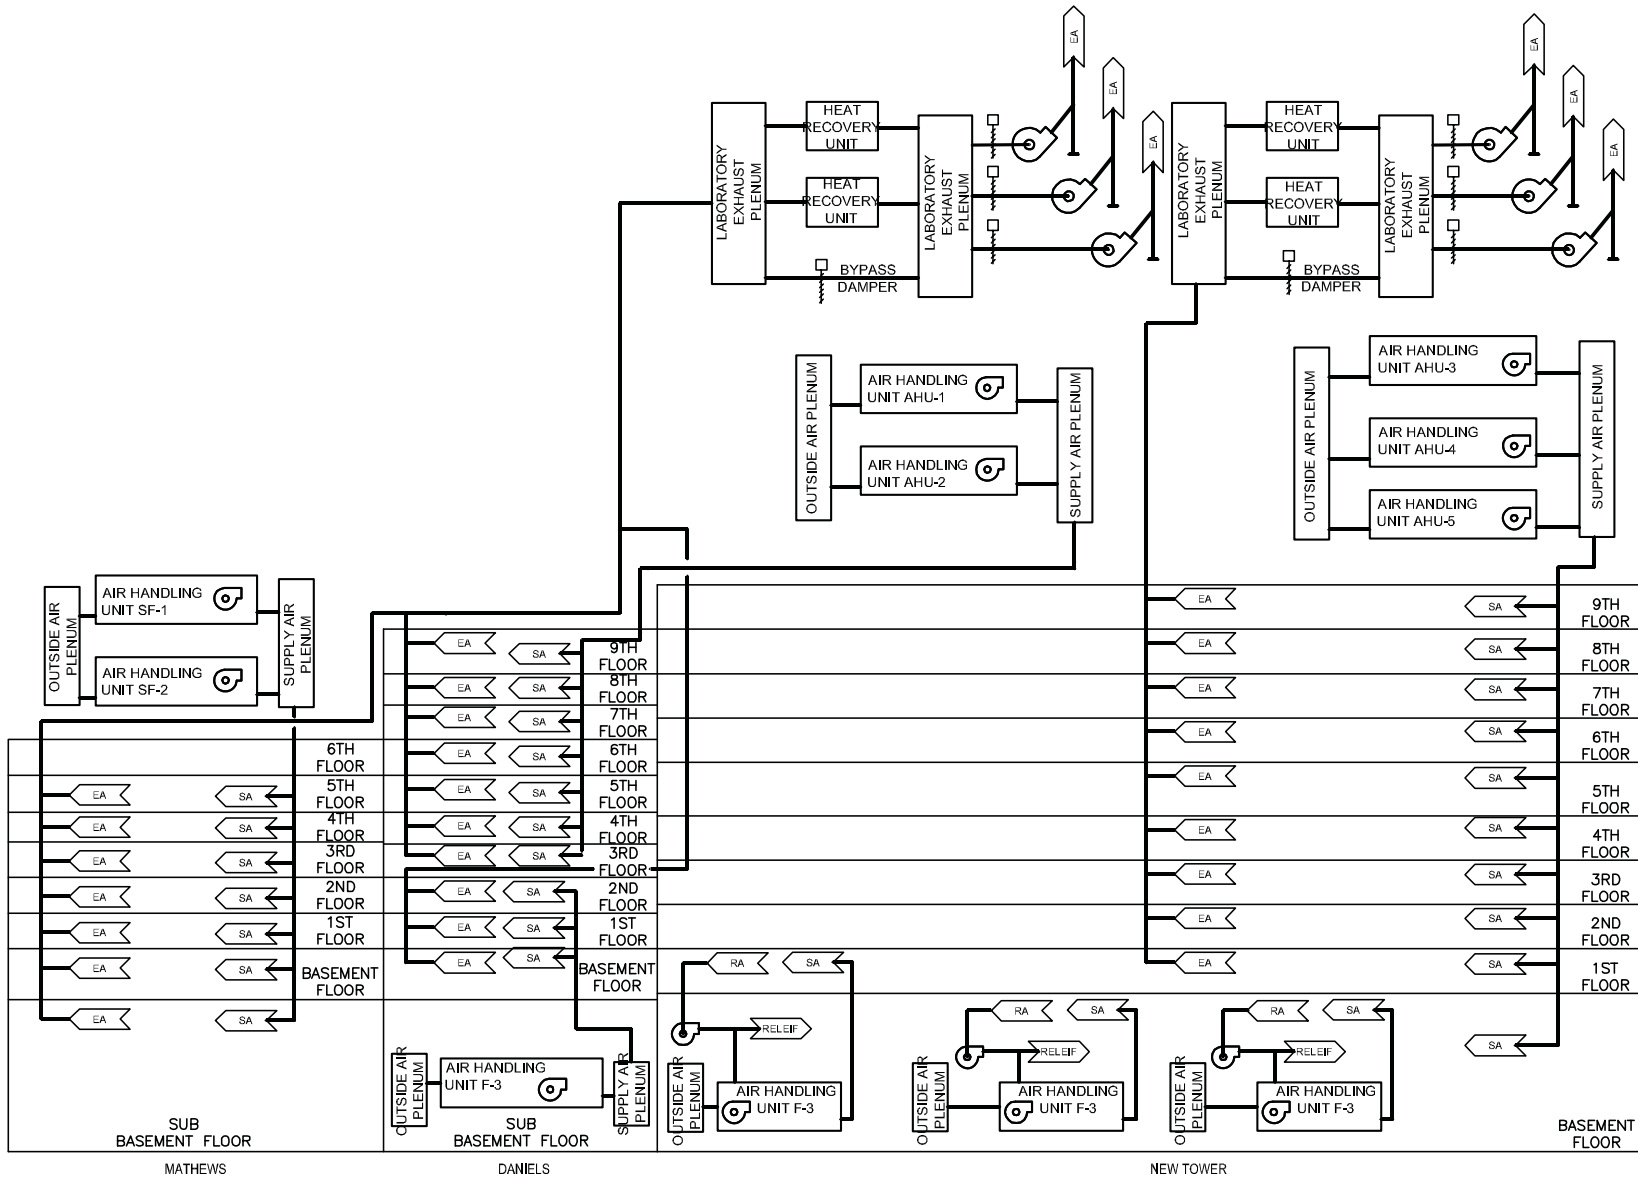 EA
EA
EA
EA
EA
EA
LABORATORY
EXHAUST
PLENUM
HEAT
RECOVERY
UNIT
HEAT
RECOVERY
UNIT
BYPASS
DAMPER
LABORATORY
EXHAUST
PLENUM
LABORATORY
EXHAUST
PLENUM
HEAT
RECOVERY
UNIT
HEAT
RECOVERY
UNIT
BYPASS
DAMPER
LABORATORY
EXHAUST
PLENUM
OUTSIDE AIR PLENUM
AIR HANDLING
UNIT AHU-1
AIR HANDLING
UNIT AHU-2
SUPPLY AIR PLENUM
OUTSIDE AIR PLENUM
AIR HANDLING
UNIT AHU-3
AIR HANDLING
UNIT AHU-4
AIR HANDLING
UNIT AHU-5
SUPPLY AIR PLENUM
OUTSIDE AIR
PLENUM
AIR HANDLING
UNIT SF-1
AIR HANDLING
UNIT SF-2
SUPPLY AIR
PLENUM
6TH
FLOOR
EA
SA
5TH
FLOOR
EA
SA
4TH
FLOOR
EA
SA
3RD
FLOOR
EA
SA
2ND
FLOOR
EA
SA
1ST
FLOOR
EA
SA
BASEMENT
FLOOR
EA
SA
SUB
BASEMENT FLOOR
MATHEWS
EA
SA
9TH
FLOOR
EA
SA
8TH
FLOOR
EA
SA
7TH
FLOOR
EA
SA
6TH
FLOOR
EA
SA
5TH
FLOOR
EA
SA
4TH
FLOOR
EA
SA
3RD
FLOOR
EA
SA
2ND
FLOOR
EA
SA
1ST
FLOOR
EA
SA
BASEMENT
FLOOR
OUTSIDE AIR
PLENUM
AIR HANDLING
UNIT F-3
SUPPLY AIR
PLENUM
SUB
BASEMENT FLOOR
DANIELS
EA
SA
9TH
FLOOR
EA
SA
8TH
FLOOR
EA
SA
7TH
FLOOR
EA
SA
6TH
FLOOR
EA
SA
5TH
FLOOR
EA
SA
4TH
FLOOR
EA
SA
3RD
FLOOR
EA
SA
2ND
FLOOR
RA
SA
EA
SA
1ST
FLOOR
RELEIF
OUTSIDE AIR
PLENUM
AIR HANDLING
UNIT F-3
RA
SA
RELEIF
OUTSIDE AIR
PLENUM
AIR HANDLING
UNIT F-3
RA
SA
RELEIF
OUTSIDE AIR
PLENUM
AIR HANDLING
UNIT F-3
SA
BASEMENT
FLOOR
NEW TOWER